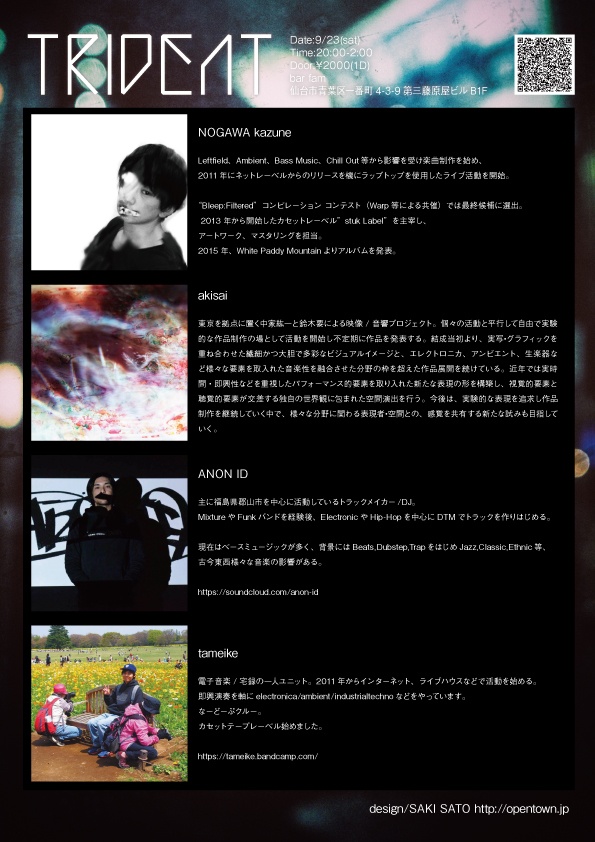 TRIDENT
Date:9/23(sat)
Time:20:00-2:00
Door:¥2000(1D)
bar fam
仙台市青葉区一番町 4-3-9 第三藤原屋ビル B1F
NOGAWA kazune
Leftfield、Ambient、Bass Music、Chill Out 等から影響を受け楽曲制作を始め、
2011 年にネットレーベルからのリリースを機にラップトップを使用したライブ活動を開始。
"Bleep:Filtered" コンピレーション コンテスト（Warp 等による共催）では最終候補に選出。
2013 年から開始したカセットレーベル" stuk Label" を主宰し、
アートワーク、マスタリングを担当。
2015 年、White Paddy Mountain よりアルバムを発表。
akisai
東京を拠点に置く中家紘一と鈴木要による映像 / 音響プロジェクト。個々の活動と平行して自由で実験
的な作品制作の場として活動を開始し不定期に作品を発表する。結成当初より、実写・グラフィックを
重ね合わせた繊細かつ大胆で多彩なビジュアルイメージと、エレクトロニカ、アンビエント、生楽器な
ど様々な要素を取入れた音楽性を融合させた分野の枠を超えた作品展開を続けている。近年では実時
間・即興性などを重視したパフォーマンス的要素を取り入れた新たな表現の形を構築し、視覚的要素と
聴覚的要素が交差する独自の世界観に包まれた空間演出を行う。今後は、実験的な表現を追求し作品
制作を継続していく中で、様々な分野に関わる表現者・空間との、感覚を共有する新たな試みも目指して
いく。
ANON ID
主に福島県郡山市を中心に活動しているトラックメイカー /DJ。
Mixture や Funk バンドを経験後、Electronic や Hip-Hop を中心に DTM でトラックを作りはじめる。
現在はベースミュージックが多く、背景には Beats,Dubstep,Trap をはじめ Jazz,Classic,Ethnic 等、
古今東西様々な音楽の影響がある。
https://soundcloud.com/anon-id
tameike
電子音楽 / 宅録の一人ユニット。2011 年からインターネット、ライブハウスなどで活動を始める。
即興演奏を軸に electronica/ambient/industrialtechno などをやっています。
なーどーぷクルー。
カセットテープレーベル始めました。
https://tameike.bandcamp.com/
design/SAKI SATO http://opentown.jp